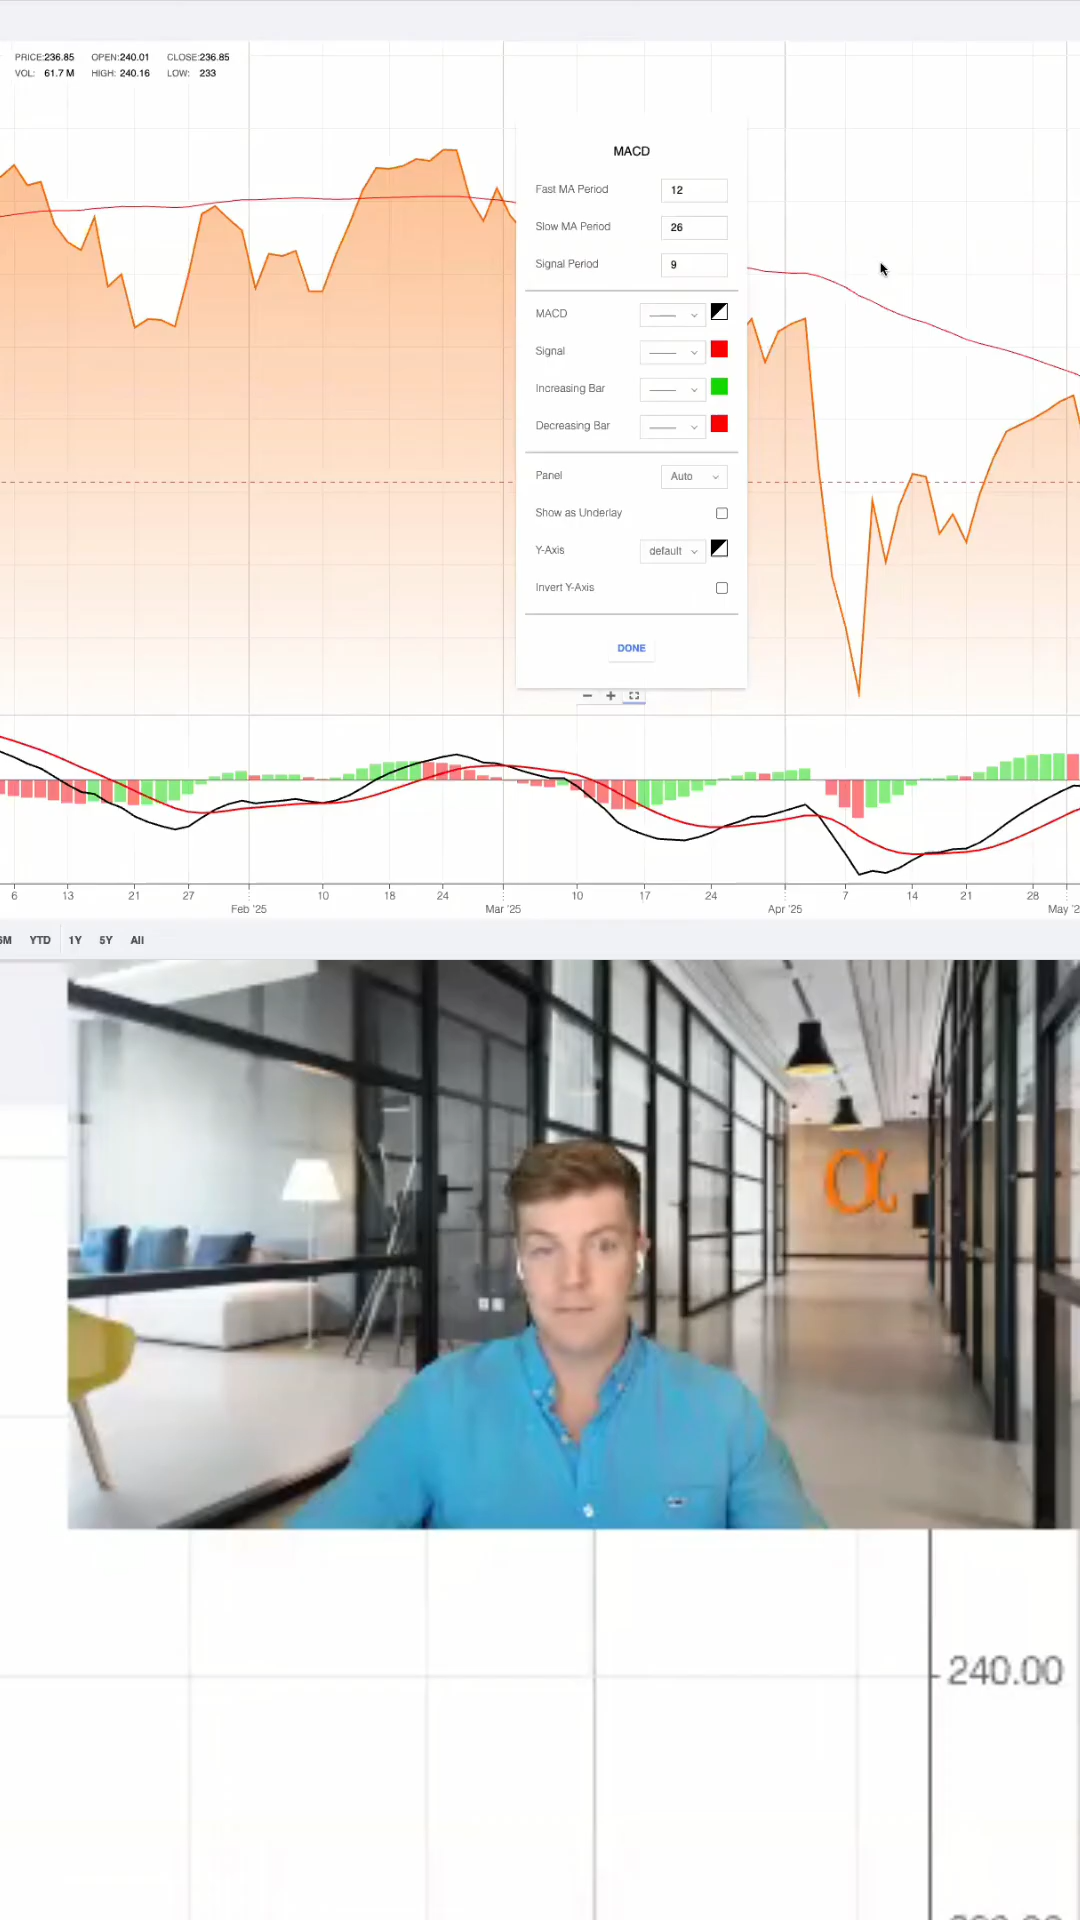 PRICE:236.85 OPEN:240.01 CLOSE:236.85
VOL: 61.7 M HIGH: 240.16 LOW: 233
MACD
Fast MA Period 12
Slow MA Period 26
Signal Period 9
MACD
Signal
Increasing Bar
Decreasing Bar
Panel Auto
Show as Underlay
Y-Axis default
Invert Y-Axis
DONE
6 13 21 27 10 18 24 10 17 24 7 14 21 28
Feb '25 Mar '25 Apr '25 May '2
6M YTD 1Y 5Y All
α
240.00